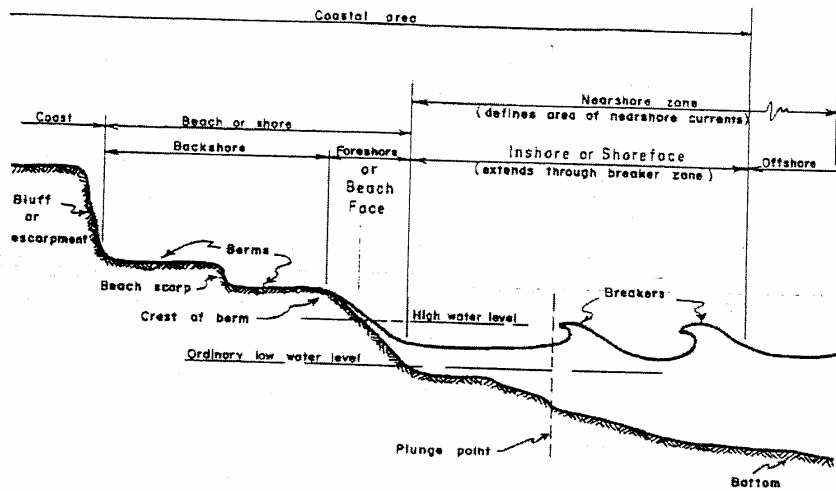 Coastal area
Nearshore zone
(defines area of nearshore currents)
Coast
Beach or shore
Backshore
Foreshore
or
Beach
Face
Inshore or Shoreface
(extends through breaker zone)
Offshore
Bluff
or
escarpment
Berms
Beach scarp
Crest of berm
High water level
Breakers
Ordinary low water level
Plunge point
Bottom